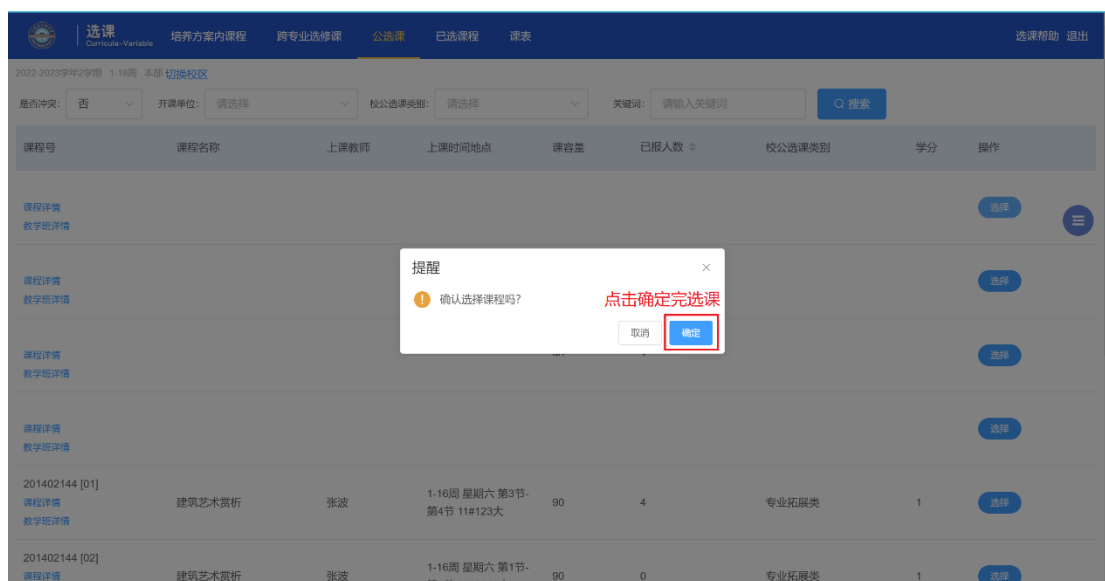 选课 Curricula-Variable 培养方案内课程 跨专业选修课 公选课 已选课程 课表 选课帮助 退出
2022-2023学年2学期 1-18周 本部 切换校区
是否冲突: 否 开课单位: 请选择 校公选课类别: 请选择 关键词: 请输入关键词 搜索
课程号 课程名称 上课教师 上课时间地点 课容量 已报人数 校公选课类别 学分 操作
课程详情 选择
教学班详情
课程详情 选择
教学班详情
提醒
确认选择课程吗?
点击确定完选课
取消 确定
课程详情 选择
教学班详情
课程详情 选择
教学班详情
201402144 [01]
课程详情
教学班详情
建筑艺术赏析 张波 1-16周 星期六 第3节-
第4节 11#123大
90 4 专业拓展类 1 选择
201402144 [02]
课程详情
建筑艺术赏析 张波 1-16周 星期六 第1节-
90 0 专业拓展类 1 选择